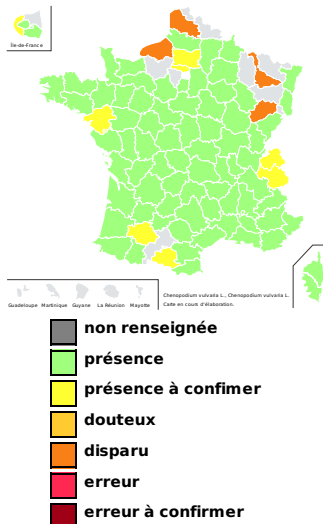 Île-de-France
Guadeloupe Martinique Guyane La Réunion Mayotte
Chenopodium vulvaria L., Chenopodium vulvaria L.
Carte en cours d'élaboration.
non renseignée
présence
présence à confimer
douteux
disparu
erreur
erreur à confirmer